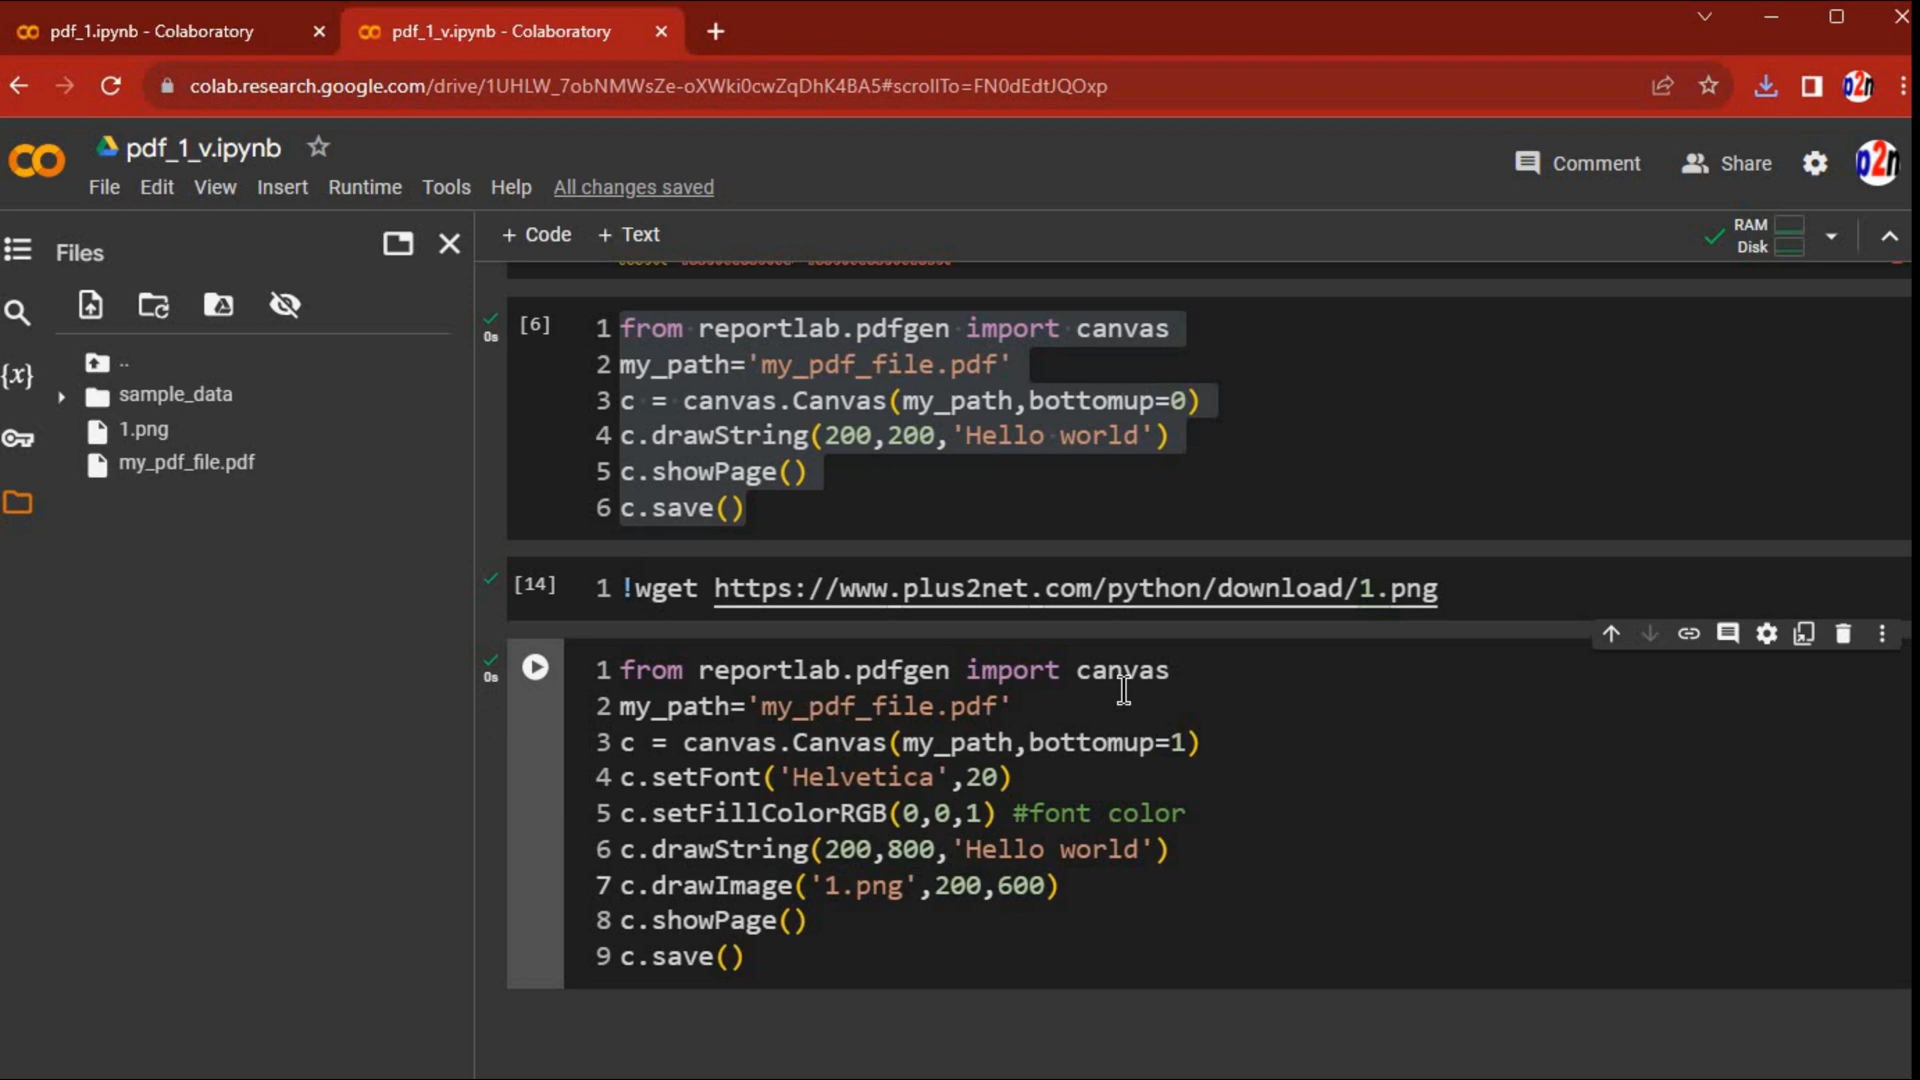 pdf_1.ipynb - Colaboratory
pdf_1_v.ipynb - Colaboratory
colab.research.google.com/drive/1UHLW_7obNMWsZe-oXWki0cwZqDhK4BA5#scrollTo=FN0dEdtJQOxp
pdf_1_v.ipynb
Comment
Share
p2n
File Edit View Insert Runtime Tools Help All changes saved
Files
+ Code + Text
RAM
Disk
..
sample_data
1.png
my_pdf_file.pdf
{x}
0s
[6]
1 from reportlab.pdfgen import canvas
2 my_path='my_pdf_file.pdf'
3 c = canvas.Canvas(my_path,bottomup=0)
4 c.drawString(200,200,'Hello world')
5 c.showPage()
6 c.save()
[14]
1 !wget https://www.plus2net.com/python/download/1.png
0s
1 from reportlab.pdfgen import canvas
2 my_path='my_pdf_file.pdf'
3 c = canvas.Canvas(my_path,bottomup=1)
4 c.setFont('Helvetica',20)
5 c.setFillColorRGB(0,0,1) #font color
6 c.drawString(200,800,'Hello world')
7 c.drawImage('1.png',200,600)
8 c.showPage()
9 c.save()